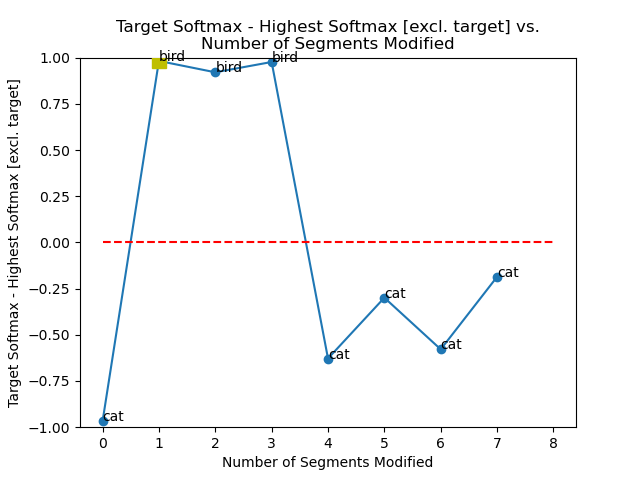 Target Softmax - Highest Softmax [excl. target] vs.
Number of Segments Modified
Target Softmax - Highest Softmax [excl. target]
1.00
0.75
0.50
0.25
0.00
−0.25
−0.50
−0.75
−1.00
cat
bird
bird
bird
cat
cat
cat
cat
0 1 2 3 4 5 6 7 8
Number of Segments Modified